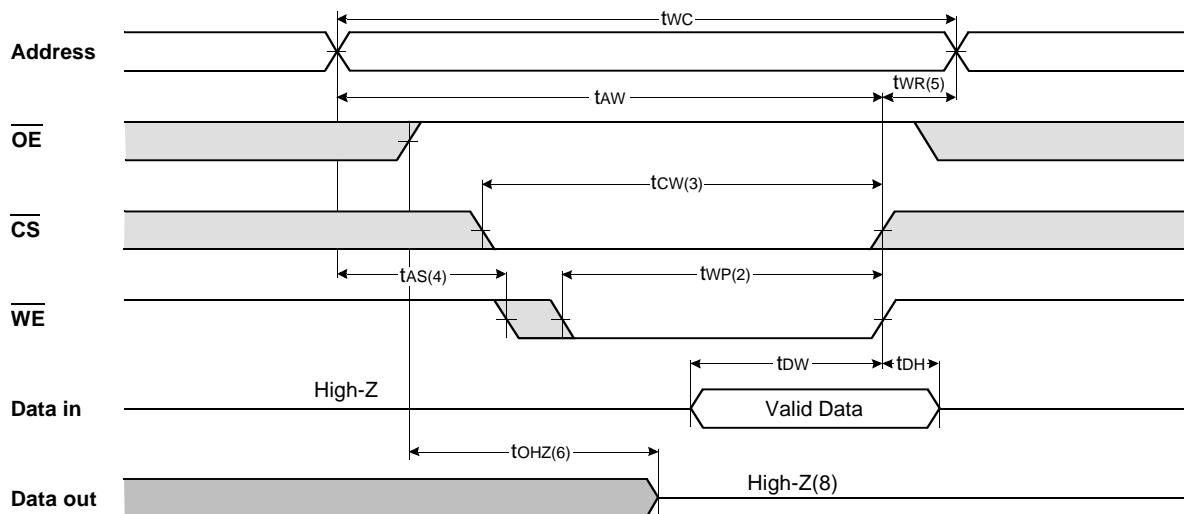 tWC
Address
tAW
tWR(5)
OE
tCW(3)
CS
tAS(4)
tWP(2)
WE
tDW
tDH
High-Z
Data in
Valid Data
tOHZ(6)
High-Z(8)
Data out